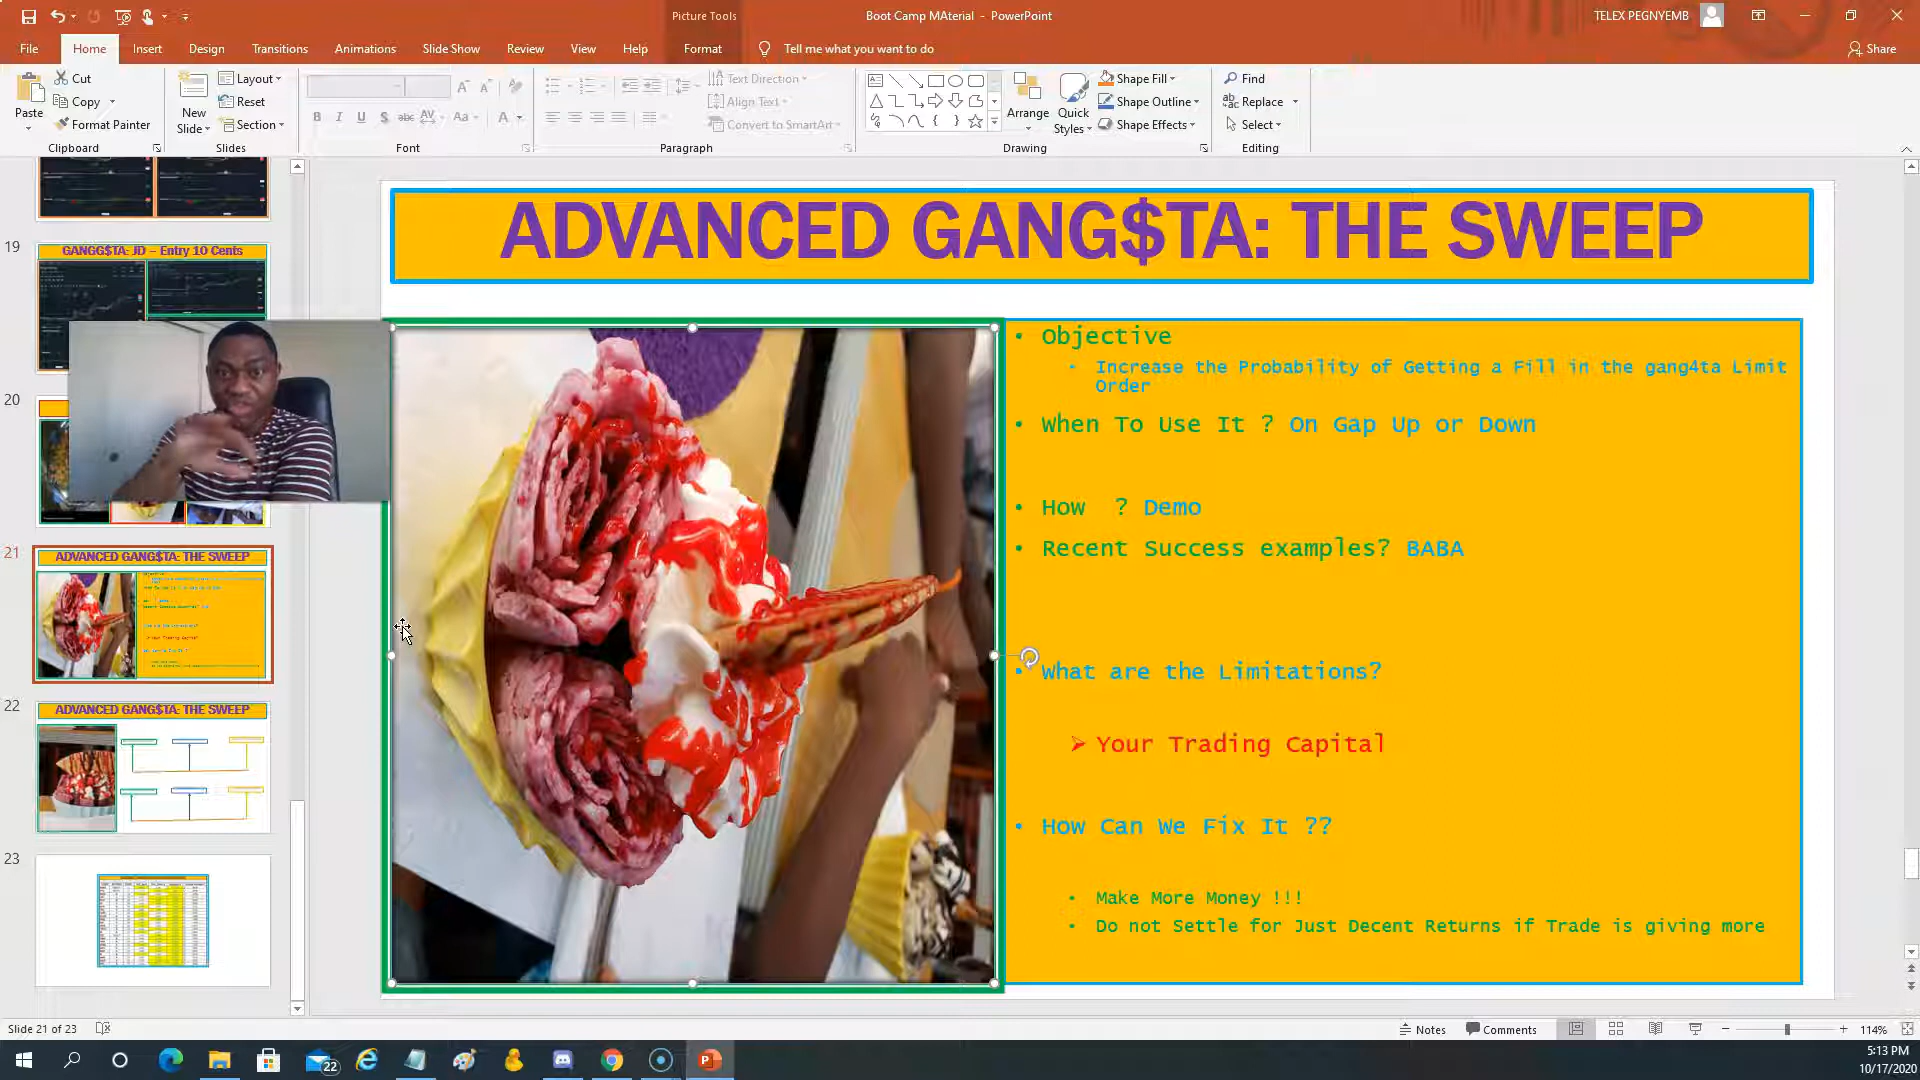 Boot Camp MAterial - PowerPoint
Picture Tools
TELEX PEGNYEMB
File Home Insert Design Transitions Animations Slide Show Review View Help Format Tell me what you want to do Share
Paste
Cut
Copy
Format Painter
Clipboard
New Slide
Layout
Reset
Section
Slides
B I U S abc AV Aa A
Font
Text Direction
Align Text
Convert to SmartArt
Paragraph
Arrange
Quick Styles
Shape Fill
Shape Outline
Shape Effects
Drawing
Find
Replace
Select
Editing
19
GANGG$TA: JD – Entry 10 Cents
20
21
ADVANCED GANG$TA: THE SWEEP
22
ADVANCED GANG$TA: THE SWEEP
23
ADVANCED GANG$TA: THE SWEEP
• Objective
• Increase the Probability of Getting a Fill in the gang4ta Limit
Order
• When To Use It ? On Gap Up or Down
• How ? Demo
• Recent Success examples? BABA
• What are the Limitations?
➢ Your Trading Capital
• How Can We Fix It ??
• Make More Money !!!
• Do not Settle for Just Decent Returns if Trade is giving more
Slide 21 of 23
Notes
Comments
114%
22
5:13 PM
10/17/2020